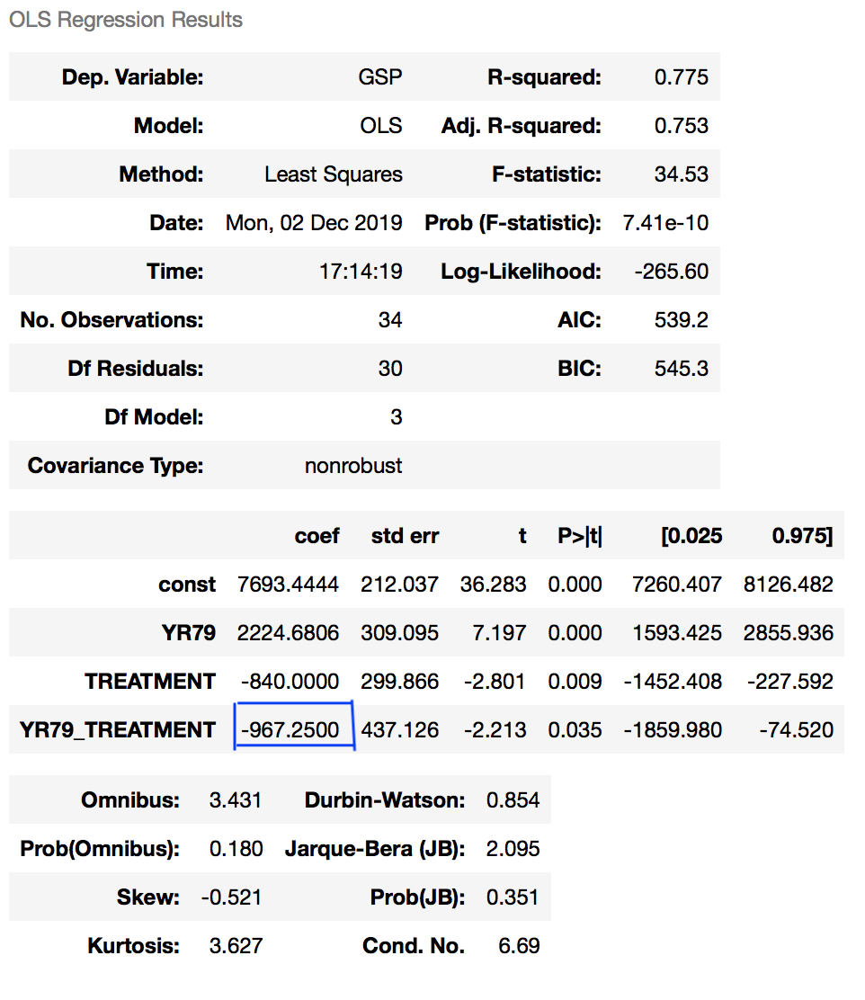 OLS Regression Results
Dep. Variable: GSP R-squared: 0.775
Model: OLS Adj. R-squared: 0.753
Method: Least Squares F-statistic: 34.53
Date: Mon, 02 Dec 2019 Prob (F-statistic): 7.41e-10
Time: 17:14:19 Log-Likelihood: -265.60
No. Observations: 34 AIC: 539.2
Df Residuals: 30 BIC: 545.3
Df Model: 3
Covariance Type: nonrobust
coef std err t P>|t| [0.025 0.975]
const 7693.4444 212.037 36.283 0.000 7260.407 8126.482
YR79 2224.6806 309.095 7.197 0.000 1593.425 2855.936
TREATMENT -840.0000 299.866 -2.801 0.009 -1452.408 -227.592
YR79_TREATMENT -967.2500 437.126 -2.213 0.035 -1859.980 -74.520
Omnibus: 3.431 Durbin-Watson: 0.854
Prob(Omnibus): 0.180 Jarque-Bera (JB): 2.095
Skew: -0.521 Prob(JB): 0.351
Kurtosis: 3.627 Cond. No. 6.69